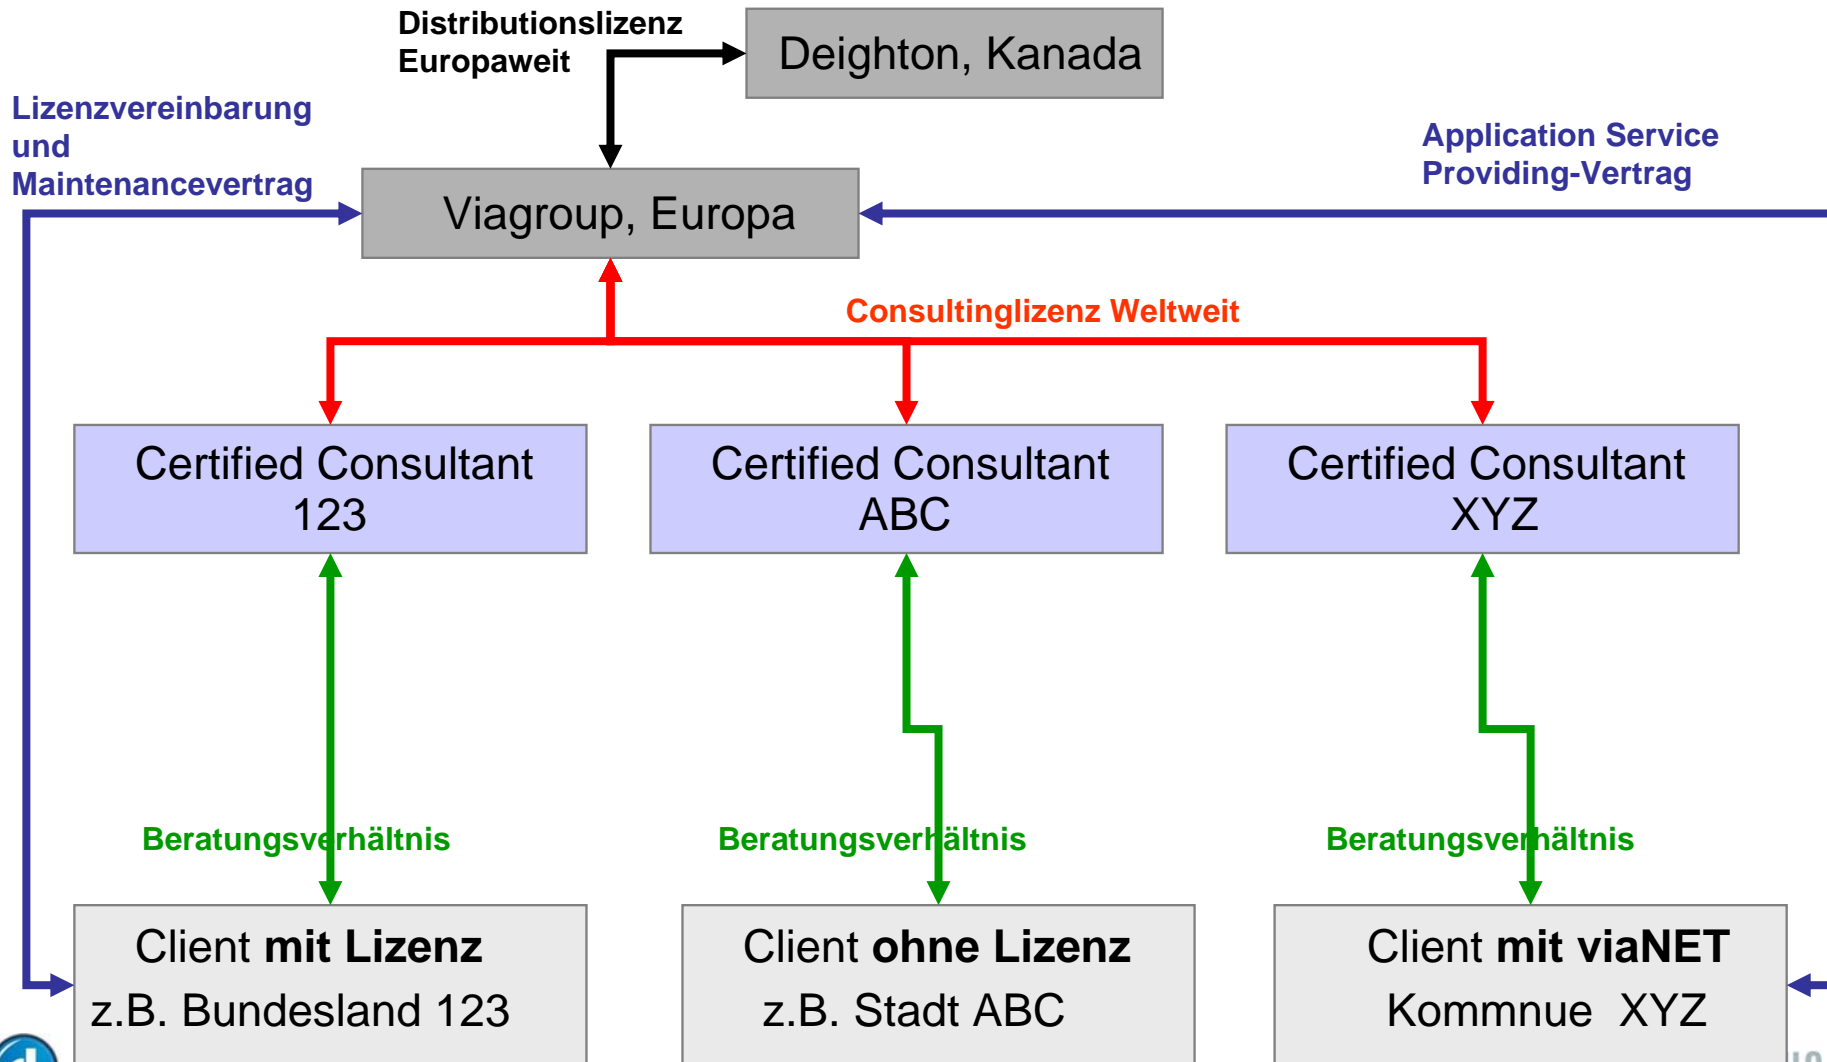 Distributionslizenz
Europaweit
Deighton, Kanada
Lizenzvereinbarung
und
Maintenancevertrag
Application Service
Providing-Vertrag
Viagroup, Europa
Consultinglizenz Weltweit
Certified Consultant
123
Certified Consultant
ABC
Certified Consultant
XYZ
Beratungsverhältnis
Beratungsverhältnis
Beratungsverhältnis
Client mit Lizenz
z.B. Bundesland 123
Client ohne Lizenz
z.B. Stadt ABC
Client mit viaNET
Kommnue XYZ